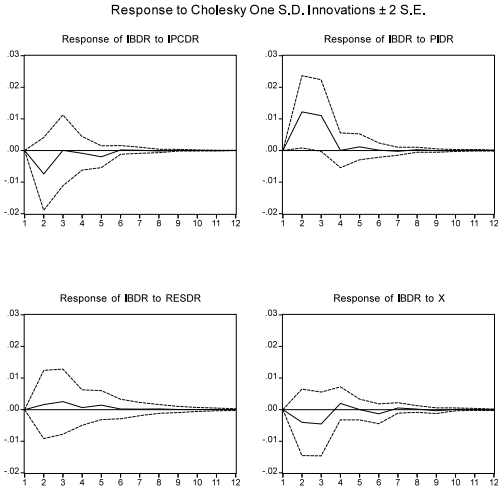 Response to Cholesky One S.D. Innovations ± 2 S.E.
Response of IBDR to IPCDR
.03
.02
.01
.00
-.01
-.02
1 2 3 4 5 6 7 8 9 10 11 12
Response of IBDR to PIDR
.03
.02
.01
.00
-.01
-.02
1 2 3 4 5 6 7 8 9 10 11 12
Response of IBDR to RESDR
.03
.02
.01
.00
-.01
-.02
1 2 3 4 5 6 7 8 9 10 11 12
Response of IBDR to X
.03
.02
.01
.00
-.01
-.02
1 2 3 4 5 6 7 8 9 10 11 12